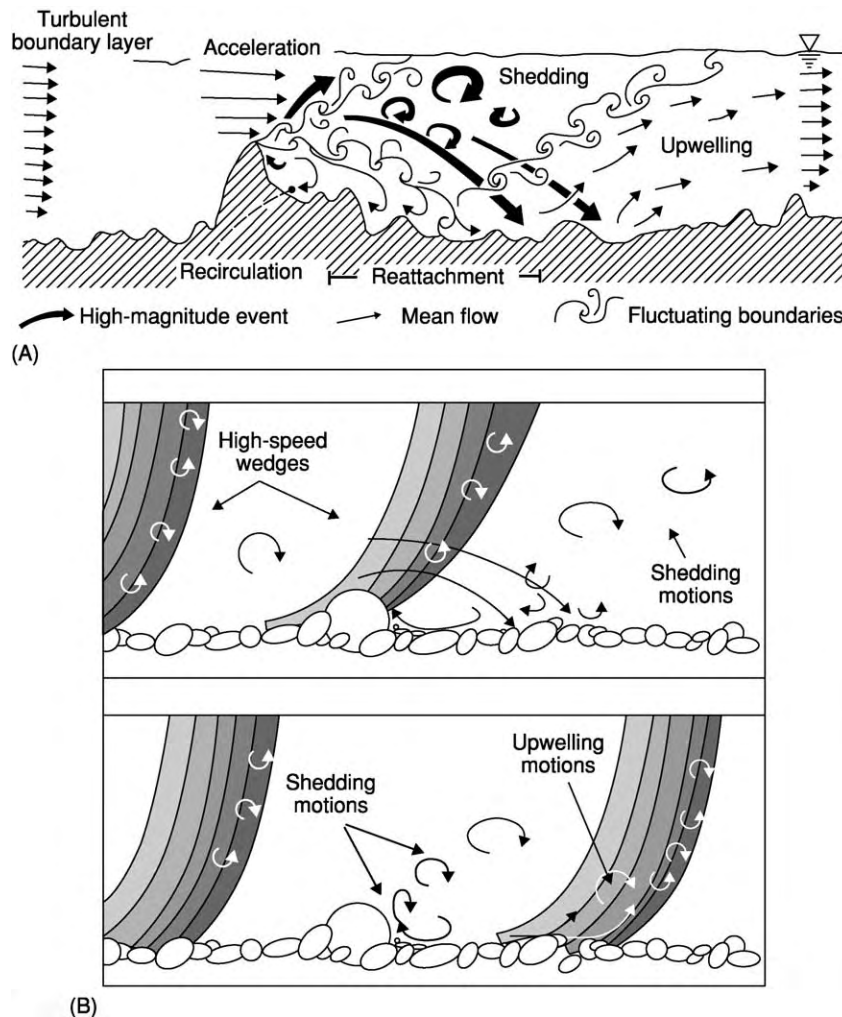 Turbulent
boundary layer
Acceleration
Shedding
Upwelling
Recirculation
Reattachment
High-magnitude event
Mean flow
Fluctuating boundaries
(A)
High-speed
wedges
Shedding
motions
Shedding
motions
Upwelling
motions
(B)